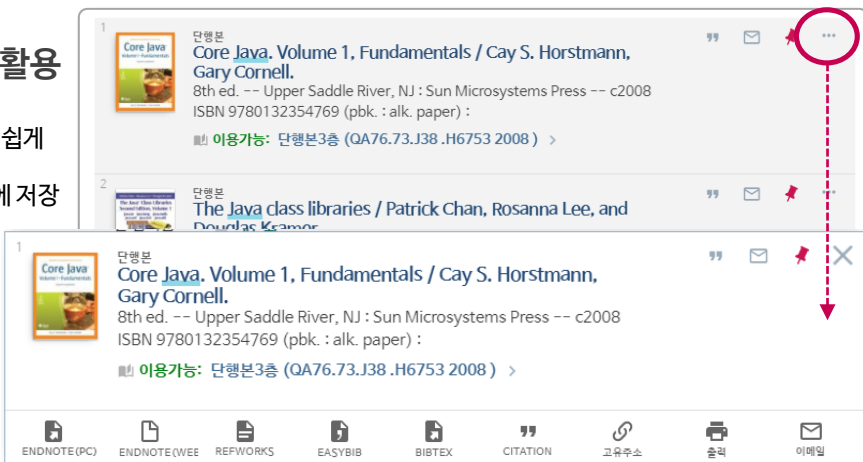 활용
쉽게
에 저장
1
단행본
Core Java
Core Java. Volume 1, Fundamentals / Cay S. Horstmann,
Gary Cornell.
8th ed. -- Upper Saddle River, NJ : Sun Microsystems Press -- c2008
ISBN 9780132354769 (pbk. : alk. paper) :
이용가능: 단행본3층 (QA76.73.J38 .H6753 2008 ) >
2
단행본
The Java class libraries / Patrick Chan, Rosanna Lee, and
Douglas Kramer
1
단행본
Core Java
Core Java. Volume 1, Fundamentals / Cay S. Horstmann,
Gary Cornell.
8th ed. -- Upper Saddle River, NJ : Sun Microsystems Press -- c2008
ISBN 9780132354769 (pbk. : alk. paper) :
이용가능: 단행본3층 (QA76.73.J38 .H6753 2008 ) >
ENDNOTE (PC) ENDNOTE (WEE REFWORKS EASYBIB BIBTEX CITATION 고유주소 출력 이메일